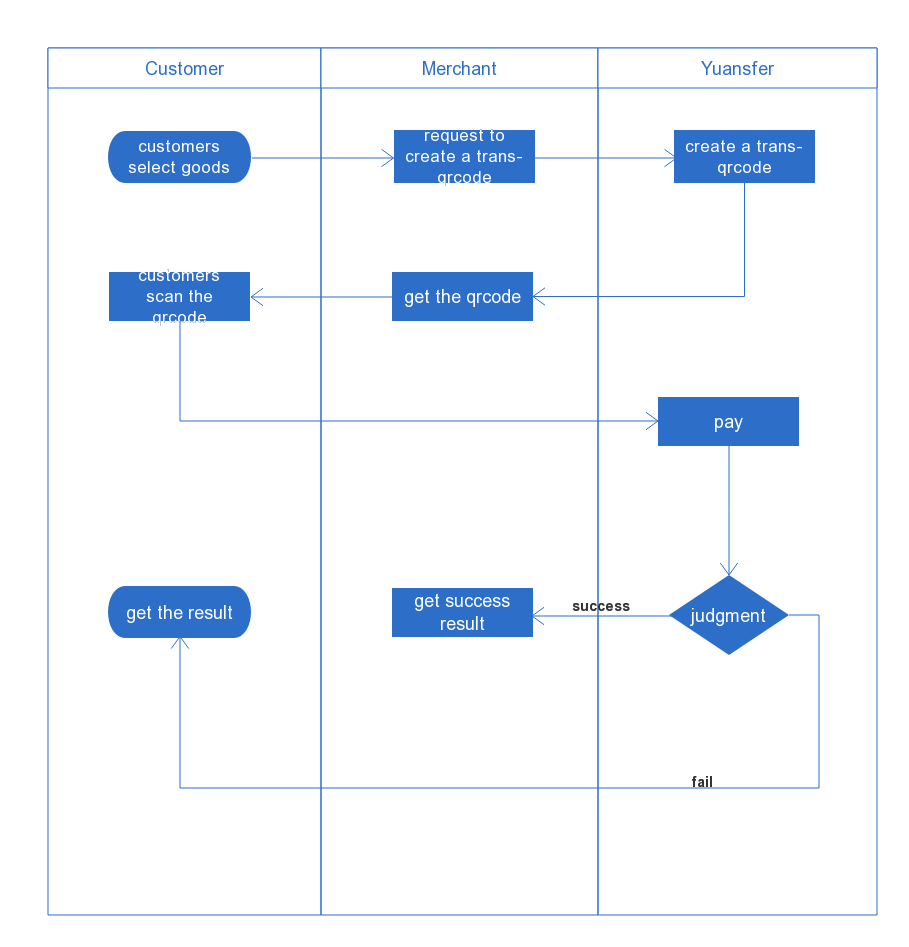 Customer
Merchant
Yuansfer
customers
select goods
request to
create a trans-
qrcode
create a trans-
qrcode
customers
scan the
qrcode
get the qrcode
pay
get the result
get success
result
success
judgment
fail